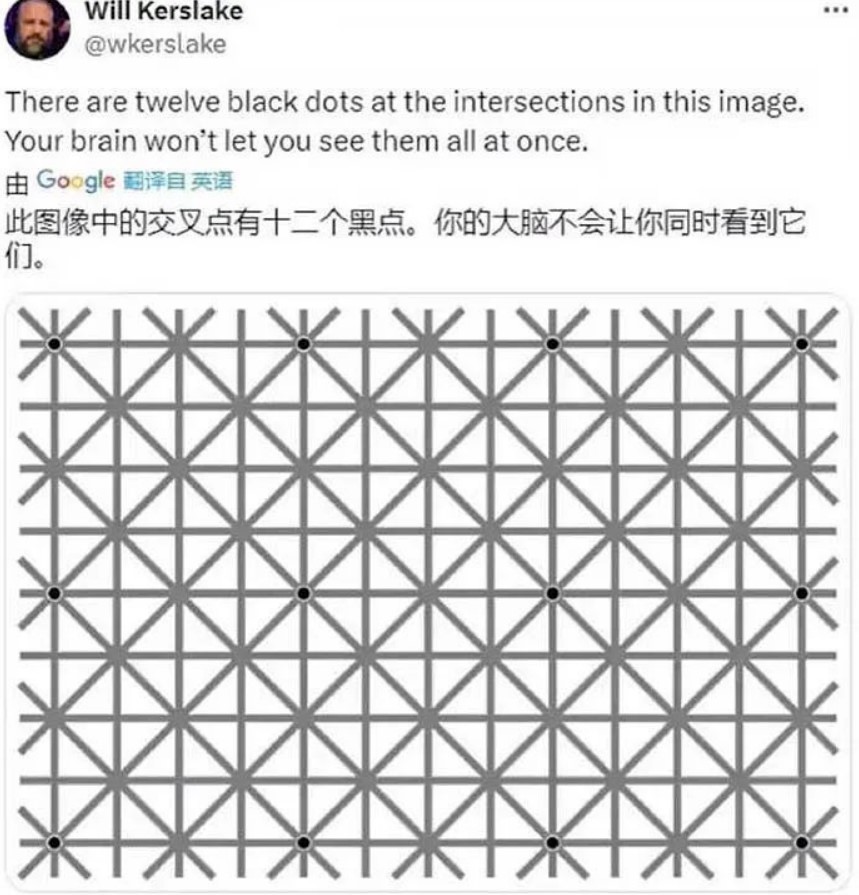 Will Kerslake
@wkerslake
There are twelve black dots at the intersections in this image.
Your brain won't let you see them all at once.
由 Google 翻译自 英语
此图像中的交叉点有十二个黑点。你的大脑不会让你同时看到它
们。